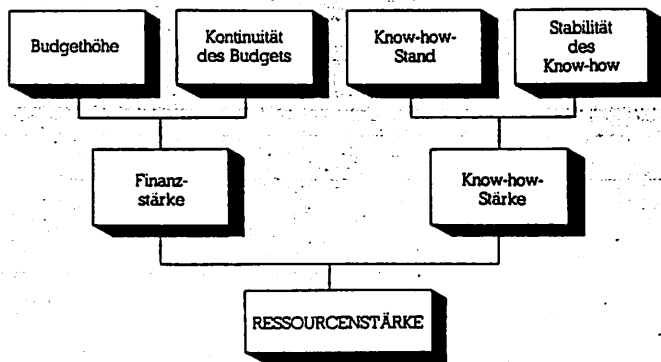 Budgethöhe
Kontinuität
des Budgets
Know-how-
Stand
Stabilität
des
Know-how
Finanz-
stärke
Know-how-
Stärke
RESSOURCENSTÄRKE